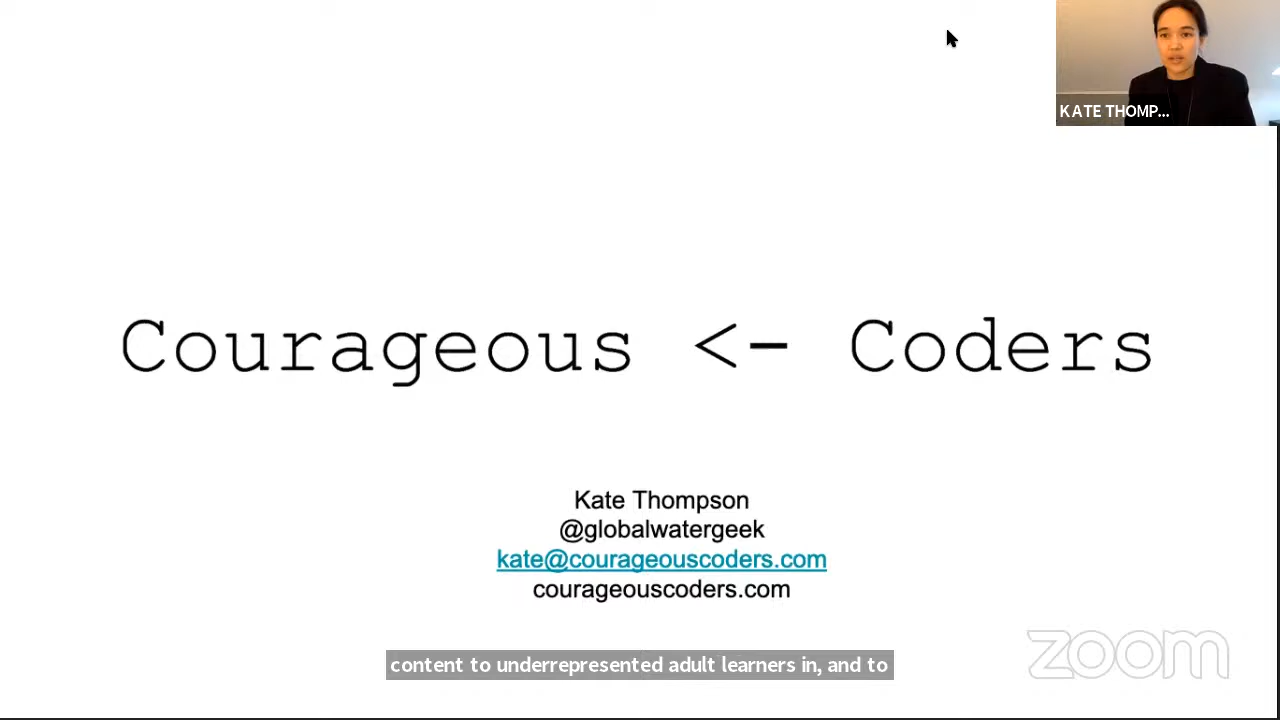 KATE THOMP...
Courageous <- Coders
Kate Thompson
@globalwatergeek
kate@courageouscoders.com
courageouscoders.com
content to underrepresented adult learners in, and to
zoom